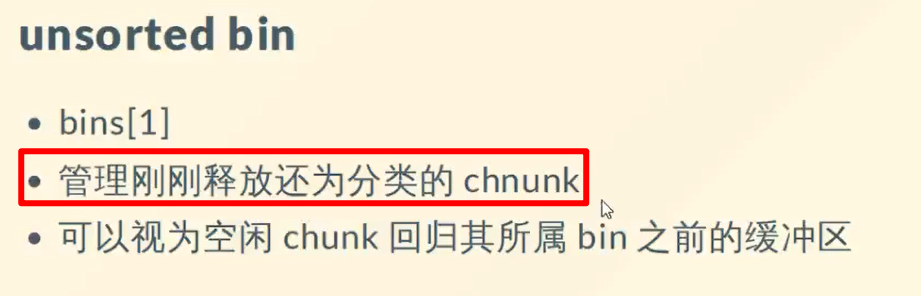 unsorted bin
• bins[1]
• 管理刚刚释放还为分类的 chnunk
• 可以视为空闲 chunk 回归其所属 bin 之前的缓冲区